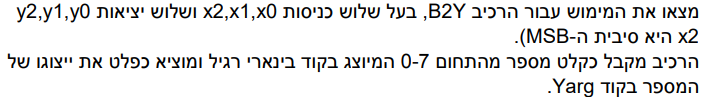 מצאו את המימוש עבור הרכיב B2Y, בעל שלוש כניסות x2,x1,x0 ושלוש יציאות y2,y1,y0
x2 היא סיבית ה-MSB).
הרכיב מקבל כקלט מספר מהתחום 0-7 המיוצג בקוד בינארי רגיל ומוציא כפלט את ייצוגו של
המספר בקוד Yarg.